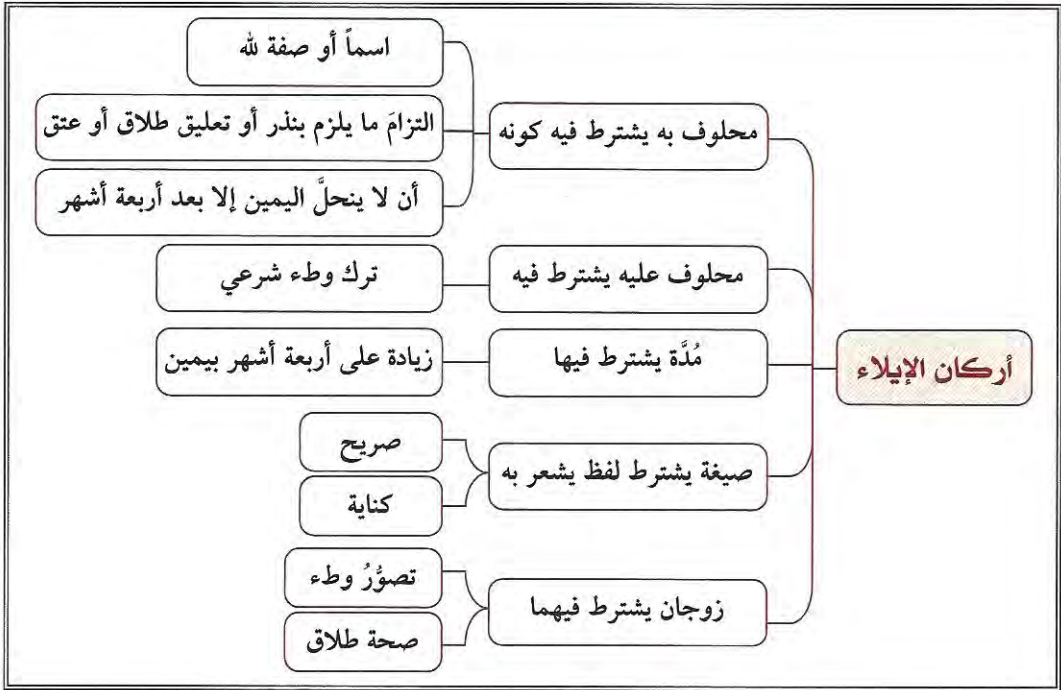 أركان الإيلاء
محلوف به يشترط فيه كونه
اسماً أو صفة لله
التزامَ ما يلزم بنذر أو تعليق طلاق أو عتق
أن لا ينحلَّ اليمين إلا بعد أربعة أشهر
محلوف عليه يشترط فيه
ترك وطء شرعي
مُدَّة يشترط فيها
زيادة على أربعة أشهر بيمين
صيغة يشترط لفظ يشعر به
صريح
كناية
زوجان يشترط فيهما
تصوُّرُ وطء
صحة طلاق